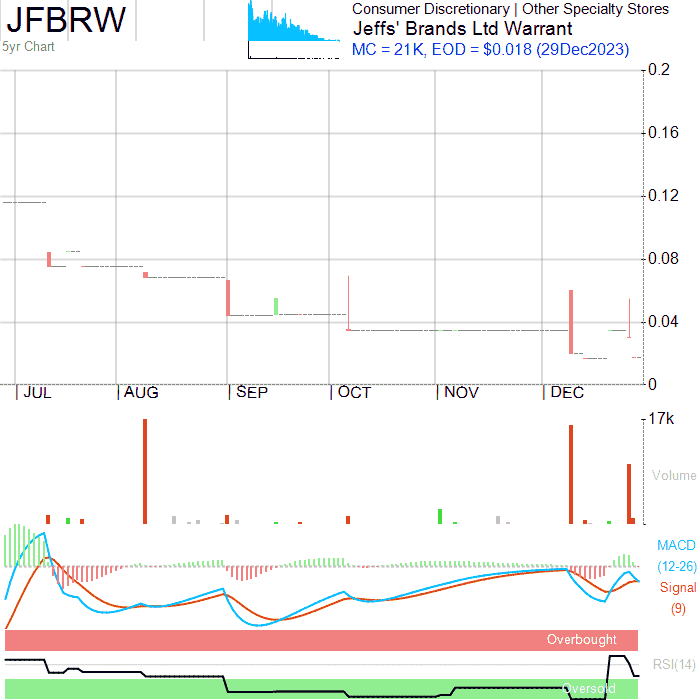 JFBRW
5yr Chart
Consumer Discretionary | Other Specialty Stores
Jeffs' Brands Ltd Warrant
MC = 21K, EOD = $0.018 (29Dec2023)
0.2
0.16
0.12
0.08
0.04
0
JUL AUG SEP OCT NOV DEC
17k
Volume
MACD
(12-26)
Signal
(9)
Overbought
RSI(14)
Oversold